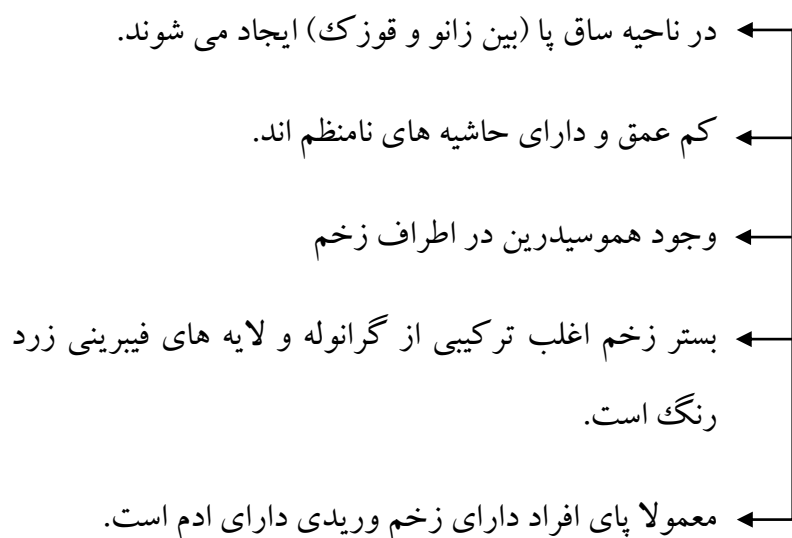 در ناحیه ساق پا (بین زانو و قوزک) ایجاد می شوند.
کم عمق و دارای حاشیه های نامنظم اند.
وجود هموسیدرین در اطراف زخم
بستر زخم اغلب ترکیبی از گرانوله و لایه های فیبرینی زرد
رنگ است.
معمولا پای افراد دارای زخم وریدی دارای ادم است.